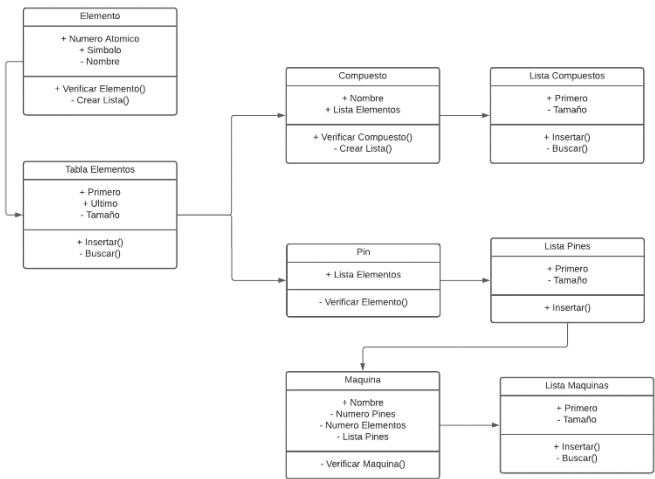 Elemento
+ Numero Atomico
+ Simbolo
- Nombre
+ Verificar Elemento()
- Crear Lista()
Tabla Elementos
+ Primero
+ Ultimo
- Tamaño
+ Insertar()
- Buscar()
Compuesto
+ Nombre
+ Lista Elementos
+ Verificar Compuesto()
- Crear Lista()
Lista Compuestos
+ Primero
- Tamaño
+ Insertar()
- Buscar()
Pin
+ Lista Elementos
- Verificar Elemento()
Lista Pines
+ Primero
- Tamaño
+ Insertar()
Maquina
+ Nombre
- Numero Pines
- Numero Elementos
- Lista Pines
- Verificar Maquina()
Lista Maquinas
+ Primero
- Tamaño
+ Insertar()
- Buscar()